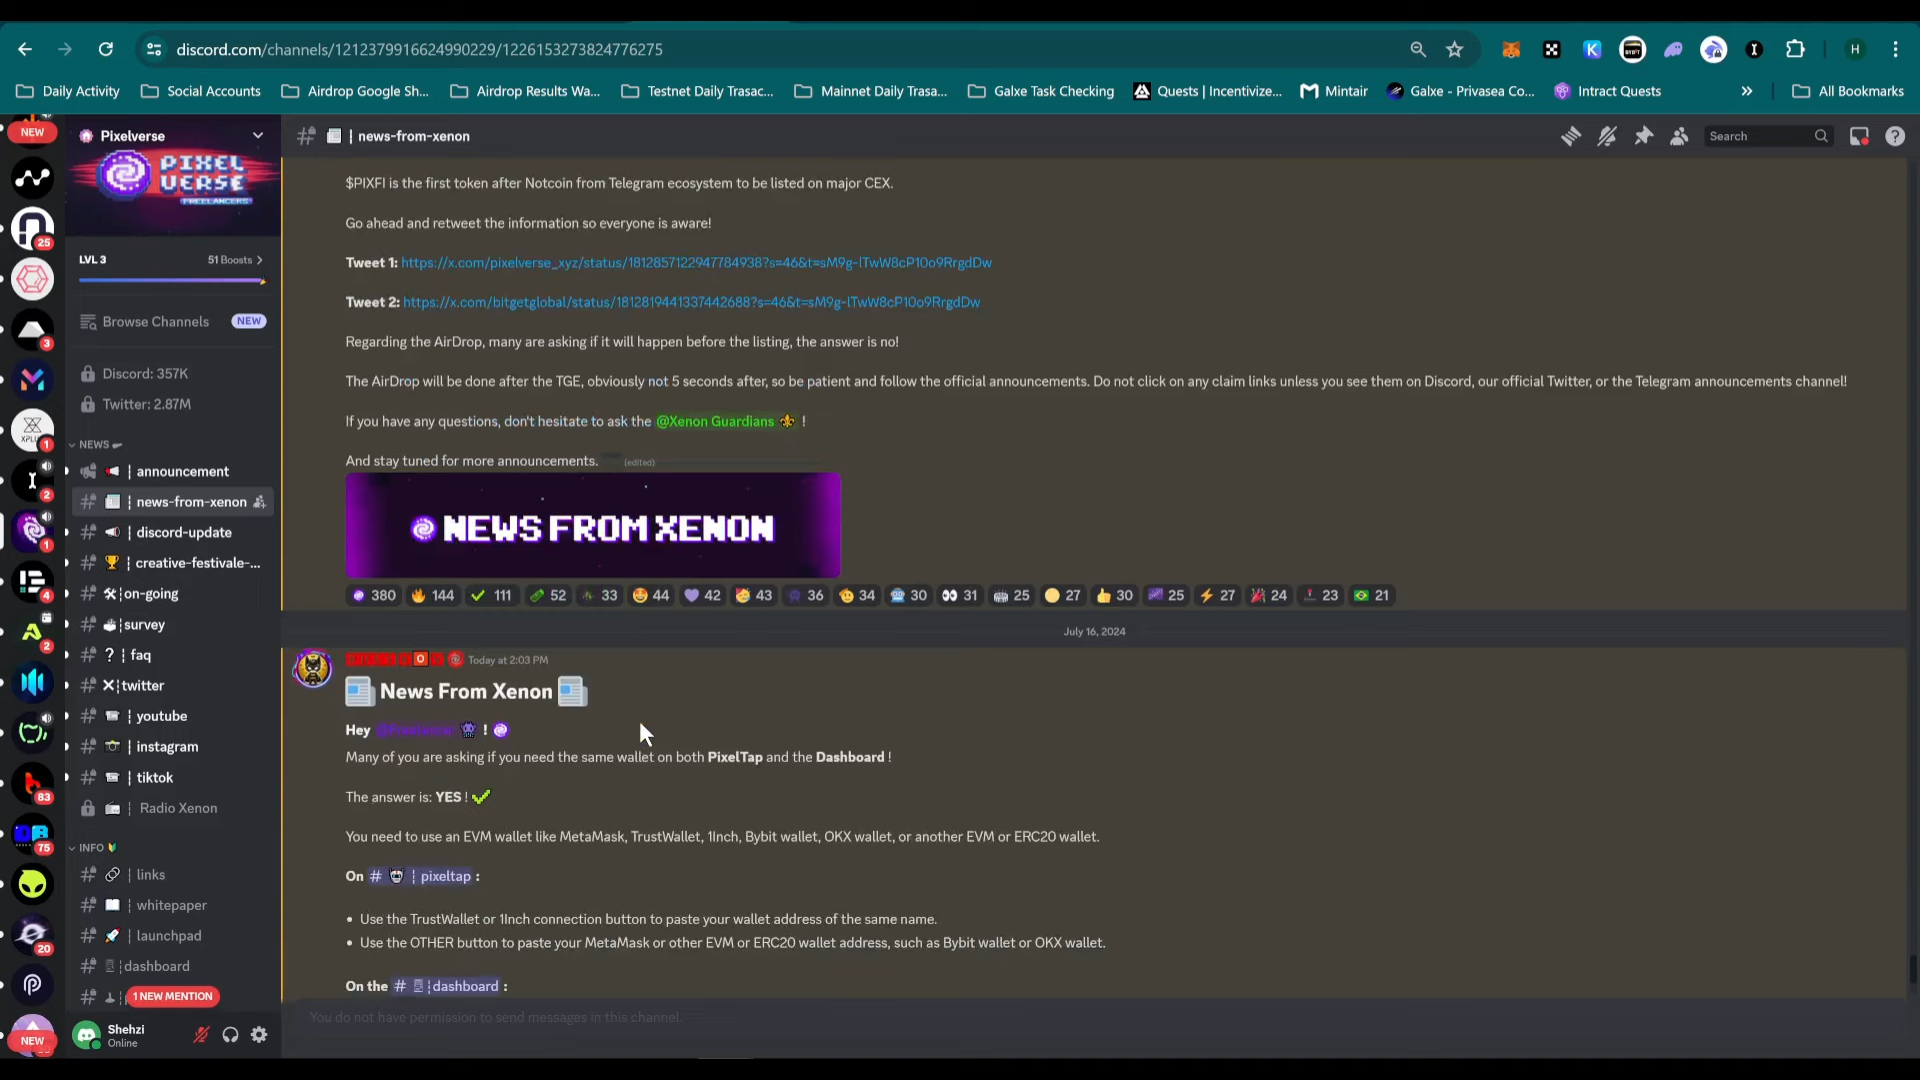 discord.com/channels/1212379916624990229/1226153273824776275
H
Daily Activity
Social Accounts
Airdrop Google Sh...
Airdrop Results Wa...
Testnet Daily Trasac...
Mainnet Daily Trasa...
Galxe Task Checking
Quests | Incentivize...
Mintair
Galxe - Privasea Co...
Intract Quests
All Bookmarks
NEW
25
3
XPLUS
1
2
1
4
2
83
75
20
NEW
Pixelverse
PIXEL
VERSE
FREELANCERS
LVL 3
51 Boosts
Browse Channels NEW
Discord: 357K
Twitter: 2.87M
NEWS
announcement
news-from-xenon
discord-update
creative-festivale-...
on-going
survey
faq
twitter
youtube
instagram
tiktok
Radio Xenon
INFO
links
whitepaper
launchpad
dashboard
1 NEW MENTION
Shehzi
Online
| news-from-xenon
Search
$PIXFI is the first token after Notcoin from Telegram ecosystem to be listed on major CEX.
Go ahead and retweet the information so everyone is aware!
Tweet 1: https://x.com/pixelverse_xyz/status/1812857122947784938?s=46&t=sM9g-lTwW8cP10o9RrgdDw
Tweet 2: https://x.com/bitgetglobal/status/1812819441337442688?s=46&t=sM9g-lTwW8cP10o9RrgdDw
Regarding the AirDrop, many are asking if it will happen before the listing, the answer is no!
The AirDrop will be done after the TGE, obviously not 5 seconds after, so be patient and follow the official announcements. Do not click on any claim links unless you see them on Discord, our official Twitter, or the Telegram announcements channel!
If you have any questions, don't hesitate to ask the @Xenon Guardians !
And stay tuned for more announcements. (edited)
NEWS FROM XENON
380 144 111 52 33 44 42 43 36 34 30 31 25 27 30 25 27 24 23 21
July 16, 2024
Today at 2:03 PM
News From Xenon
Hey @Freelancer !
Many of you are asking if you need the same wallet on both PixelTap and the Dashboard !
The answer is: YES !
You need to use an EVM wallet like MetaMask, TrustWallet, 1Inch, Bybit wallet, OKX wallet, or another EVM or ERC20 wallet.
On # | pixeltap :
• Use the TrustWallet or 1Inch connection button to paste your wallet address of the same name.
• Use the OTHER button to paste your MetaMask or other EVM or ERC20 wallet address, such as Bybit wallet or OKX wallet.
On the # | dashboard :
You do not have permission to send messages in this channel.